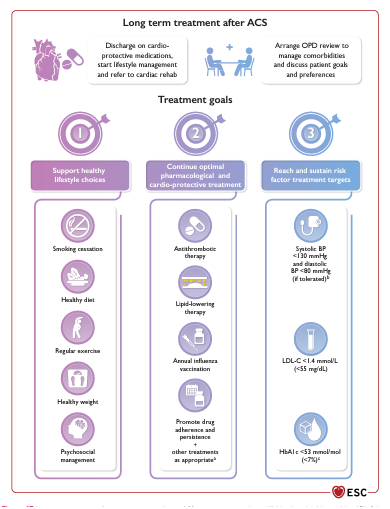 Long term treatment after ACS
Discharge on cardio-
protective medications,
start lifestyle management
and refer to cardiac rehab
+
Arrange OPD review to
manage comorbidities
and discuss patient goals
and preferences
Treatment goals
1
Support healthy
lifestyle choices
Smoking cessation
Healthy diet
Regular exercise
Healthy weight
Psychosocial
management
2
Continue optimal
pharmacological and
cardio-protective treatment
Antithrombotic
therapy
Lipid-lowering
therapy
Annual influenza
vaccination
Promote drug
adherence and
persistence
+
other treatments
as appropriateᵃ
3
Reach and sustain risk
factor treatment targets
Systolic BP
<130 mmHg
and diastolic
BP <80 mmHg
(if tolerated)ᵇ
LDL-C <1.4 mmol/L
(<55 mg/dL)
HbA1c <53 mmol/mol
(<7%)ᶜ
ESC